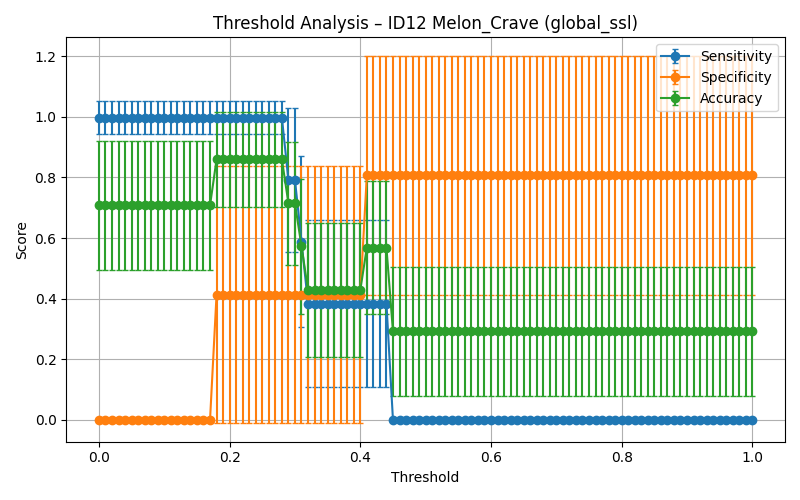 Threshold Analysis – ID12 Melon_Crave (global_ssl)
Sensitivity
Specificity
Accuracy
Score
1.2
1.0
0.8
0.6
0.4
0.2
0.0
0.0 0.2 0.4 0.6 0.8 1.0
Threshold